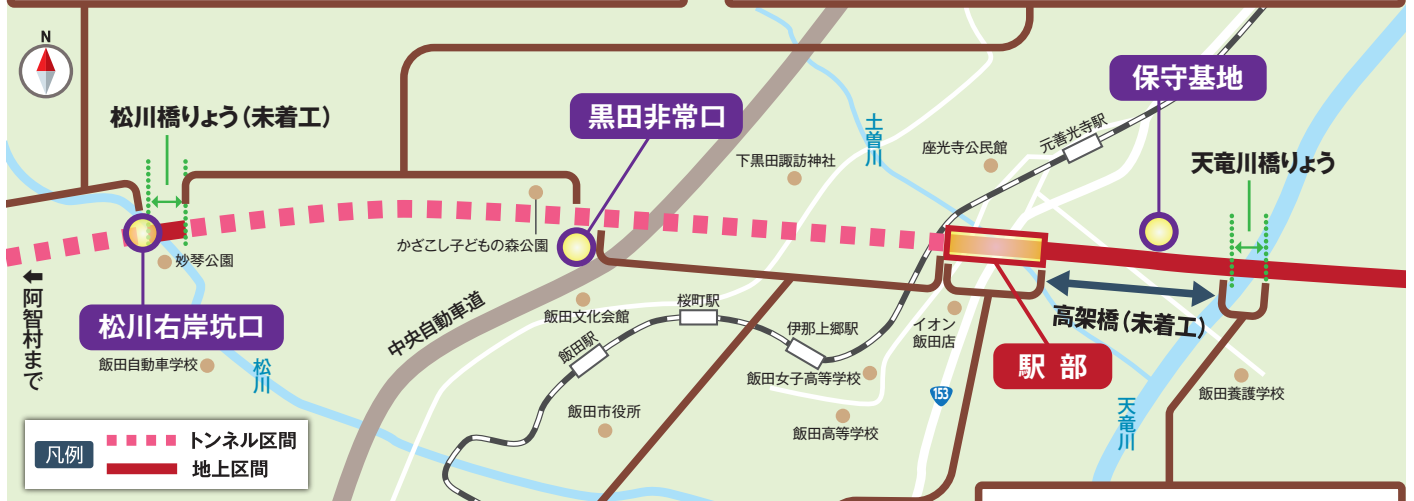 N
松川橋りょう(未着工)
黒田非常口
保守基地
土曽川
下黒田諏訪神社
座光寺公民館
元善光寺駅
天竜川橋りょう
かざこし子どもの森公園
妙琴公園
←阿智村まで
松川右岸坑口
飯田自動車学校
松川
中央自動車道
飯田文化会館
桜町駅
飯田駅
伊那上郷駅
イオン
飯田店
高架橋(未着工)
駅部
飯田女子高等学校
153
飯田養護学校
飯田市役所
飯田高等学校
天竜川
凡例
トンネル区間
地上区間